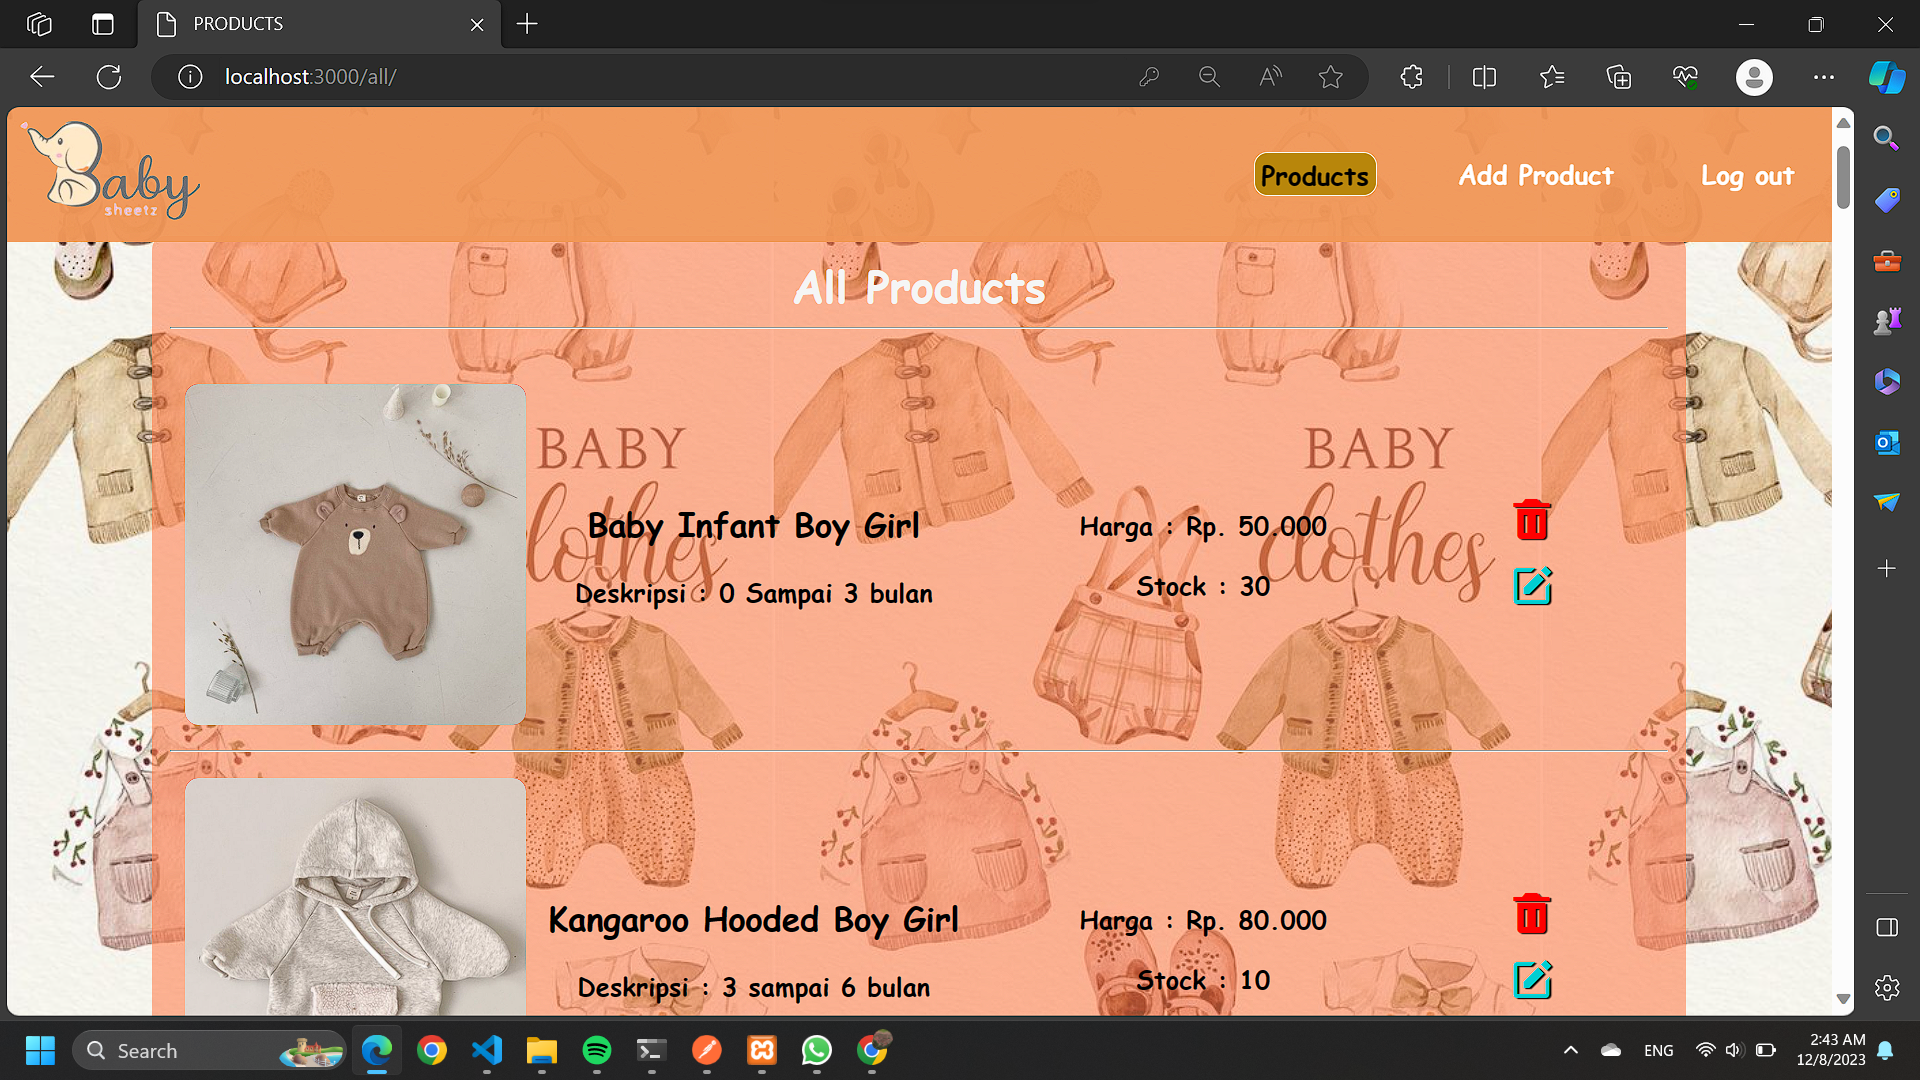 PRODUCTS
localhost:3000/all/
Baby
sheetz
Products
Add Product
Log out
All Products
BABY
clothes
BABY
clothes
Baby Infant Boy Girl
Deskripsi : 0 Sampai 3 bulan
Harga : Rp. 50.000
Stock : 30
Kangaroo Hooded Boy Girl
Deskripsi : 3 sampai 6 bulan
Harga : Rp. 80.000
Stock : 10
Search
ENG
2:43 AM
12/8/2023